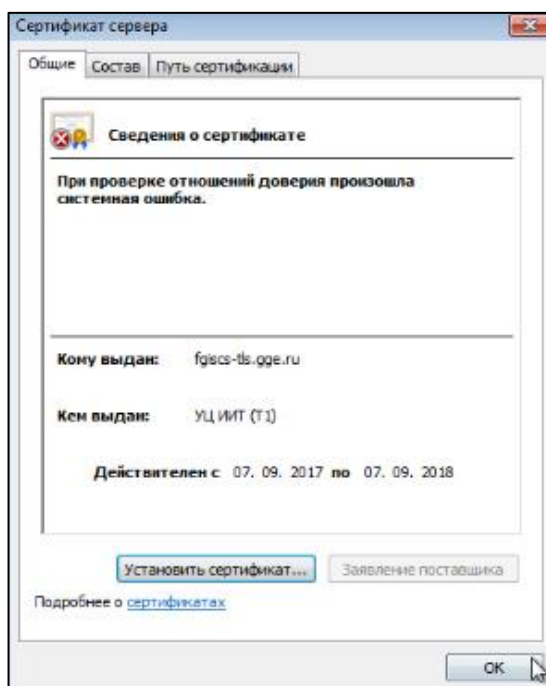 Сертификат сервера
Общие Состав Путь сертификации
Сведения о сертификате
При проверке отношений доверия произошла
системная ошибка.
Кому выдан: fgiscs-tls.gge.ru
Кем выдан: УЦ ИИТ (Т1)
Действителен с 07. 09. 2017 по 07. 09. 2018
Установить сертификат... Заявление поставщика
Подробнее о сертификатах
ОК